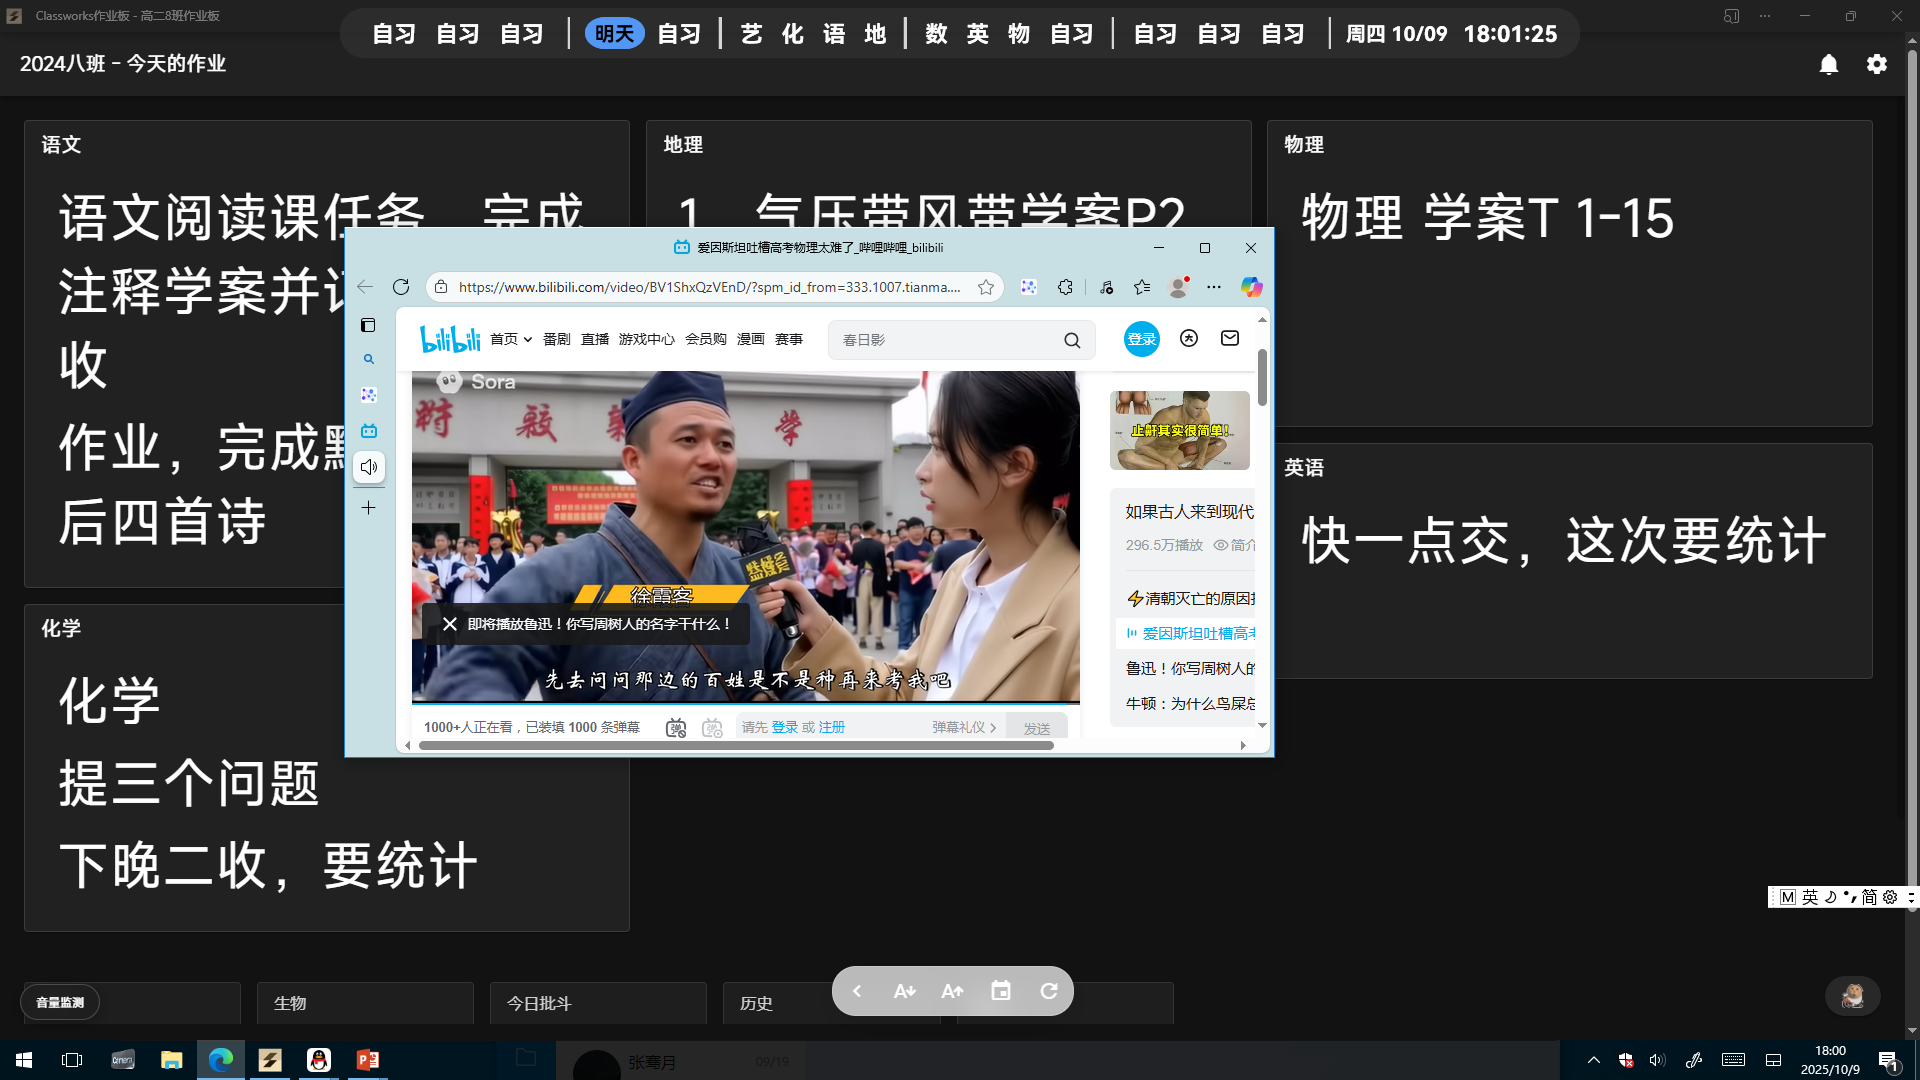 Classworks作业板 - 高二8班作业板
自习 自习 自习 | 明天 自习 | 艺 化 语 地 | 数 英 物 自习 | 自习 自习 自习 | 周四 10/09 18:01:25
2024八班 - 今天的作业
语文
语文阅读课任务，完成
注释学案并
收
作业，完成
后四首诗
地理
1、气压带风带学案P2
物理
物理 学案T 1-15
英语
快一点交，这次要统计
化学
化学
提三个问题
下晚二收，要统计
爱因斯坦吐槽高考物理太难了_哔哩哔哩_bilibili
https://www.bilibili.com/video/BV1ShxQzVEnD/?spm_id_from=333.1007.tianma....
bilibili 首页 番剧 直播 游戏中心 会员购 漫画 赛事
春日影
登录
Sora
学
徐霞客
即将播放鲁迅！你写周树人的名字干什么！
先去问问那边的百姓是不是种再来考我吧
1000+人正在看，已装填 1000 条弹幕
请先 登录 或 注册
弹幕礼仪
发送
止鼾其实很简单！
如果古人来到现代
296.5万播放 简介
清朝灭亡的原因
爱因斯坦吐槽高考
鲁迅！你写周树人的
牛顿：为什么鸟屎总
M 英 简
音量监测
生物
今日批斗
历史
A A
张骞月
09/19
18:00
2025/10/9
1